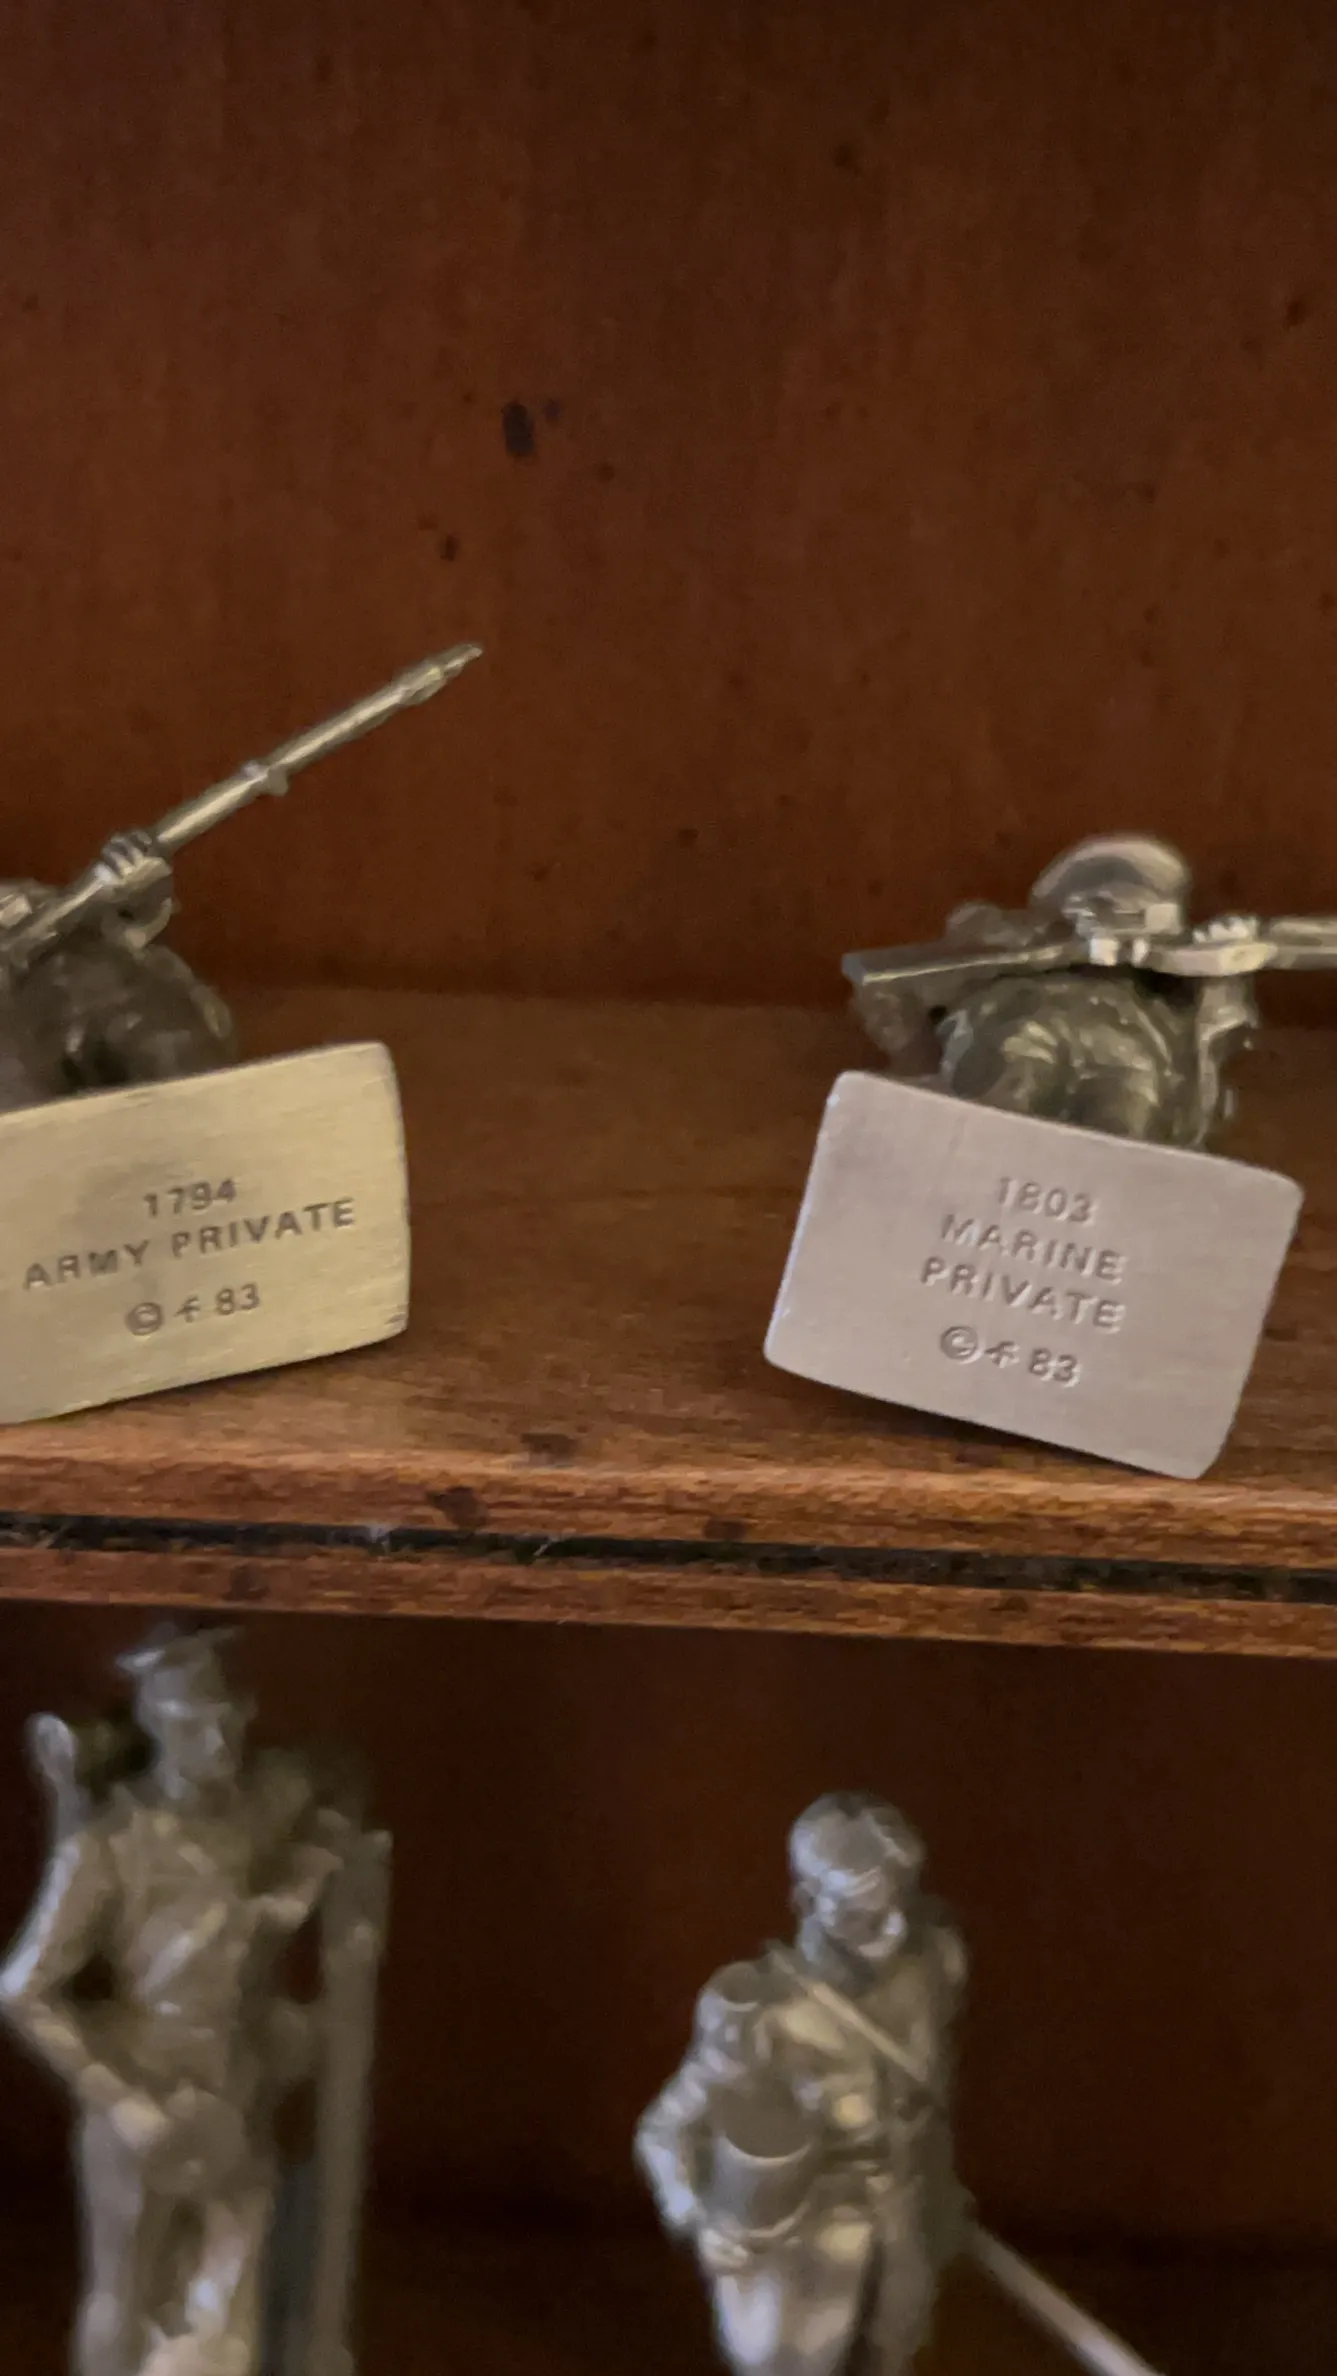 1794
ARMY PRIVATE
© f 83
1803
MARINE
PRIVATE
© f 83